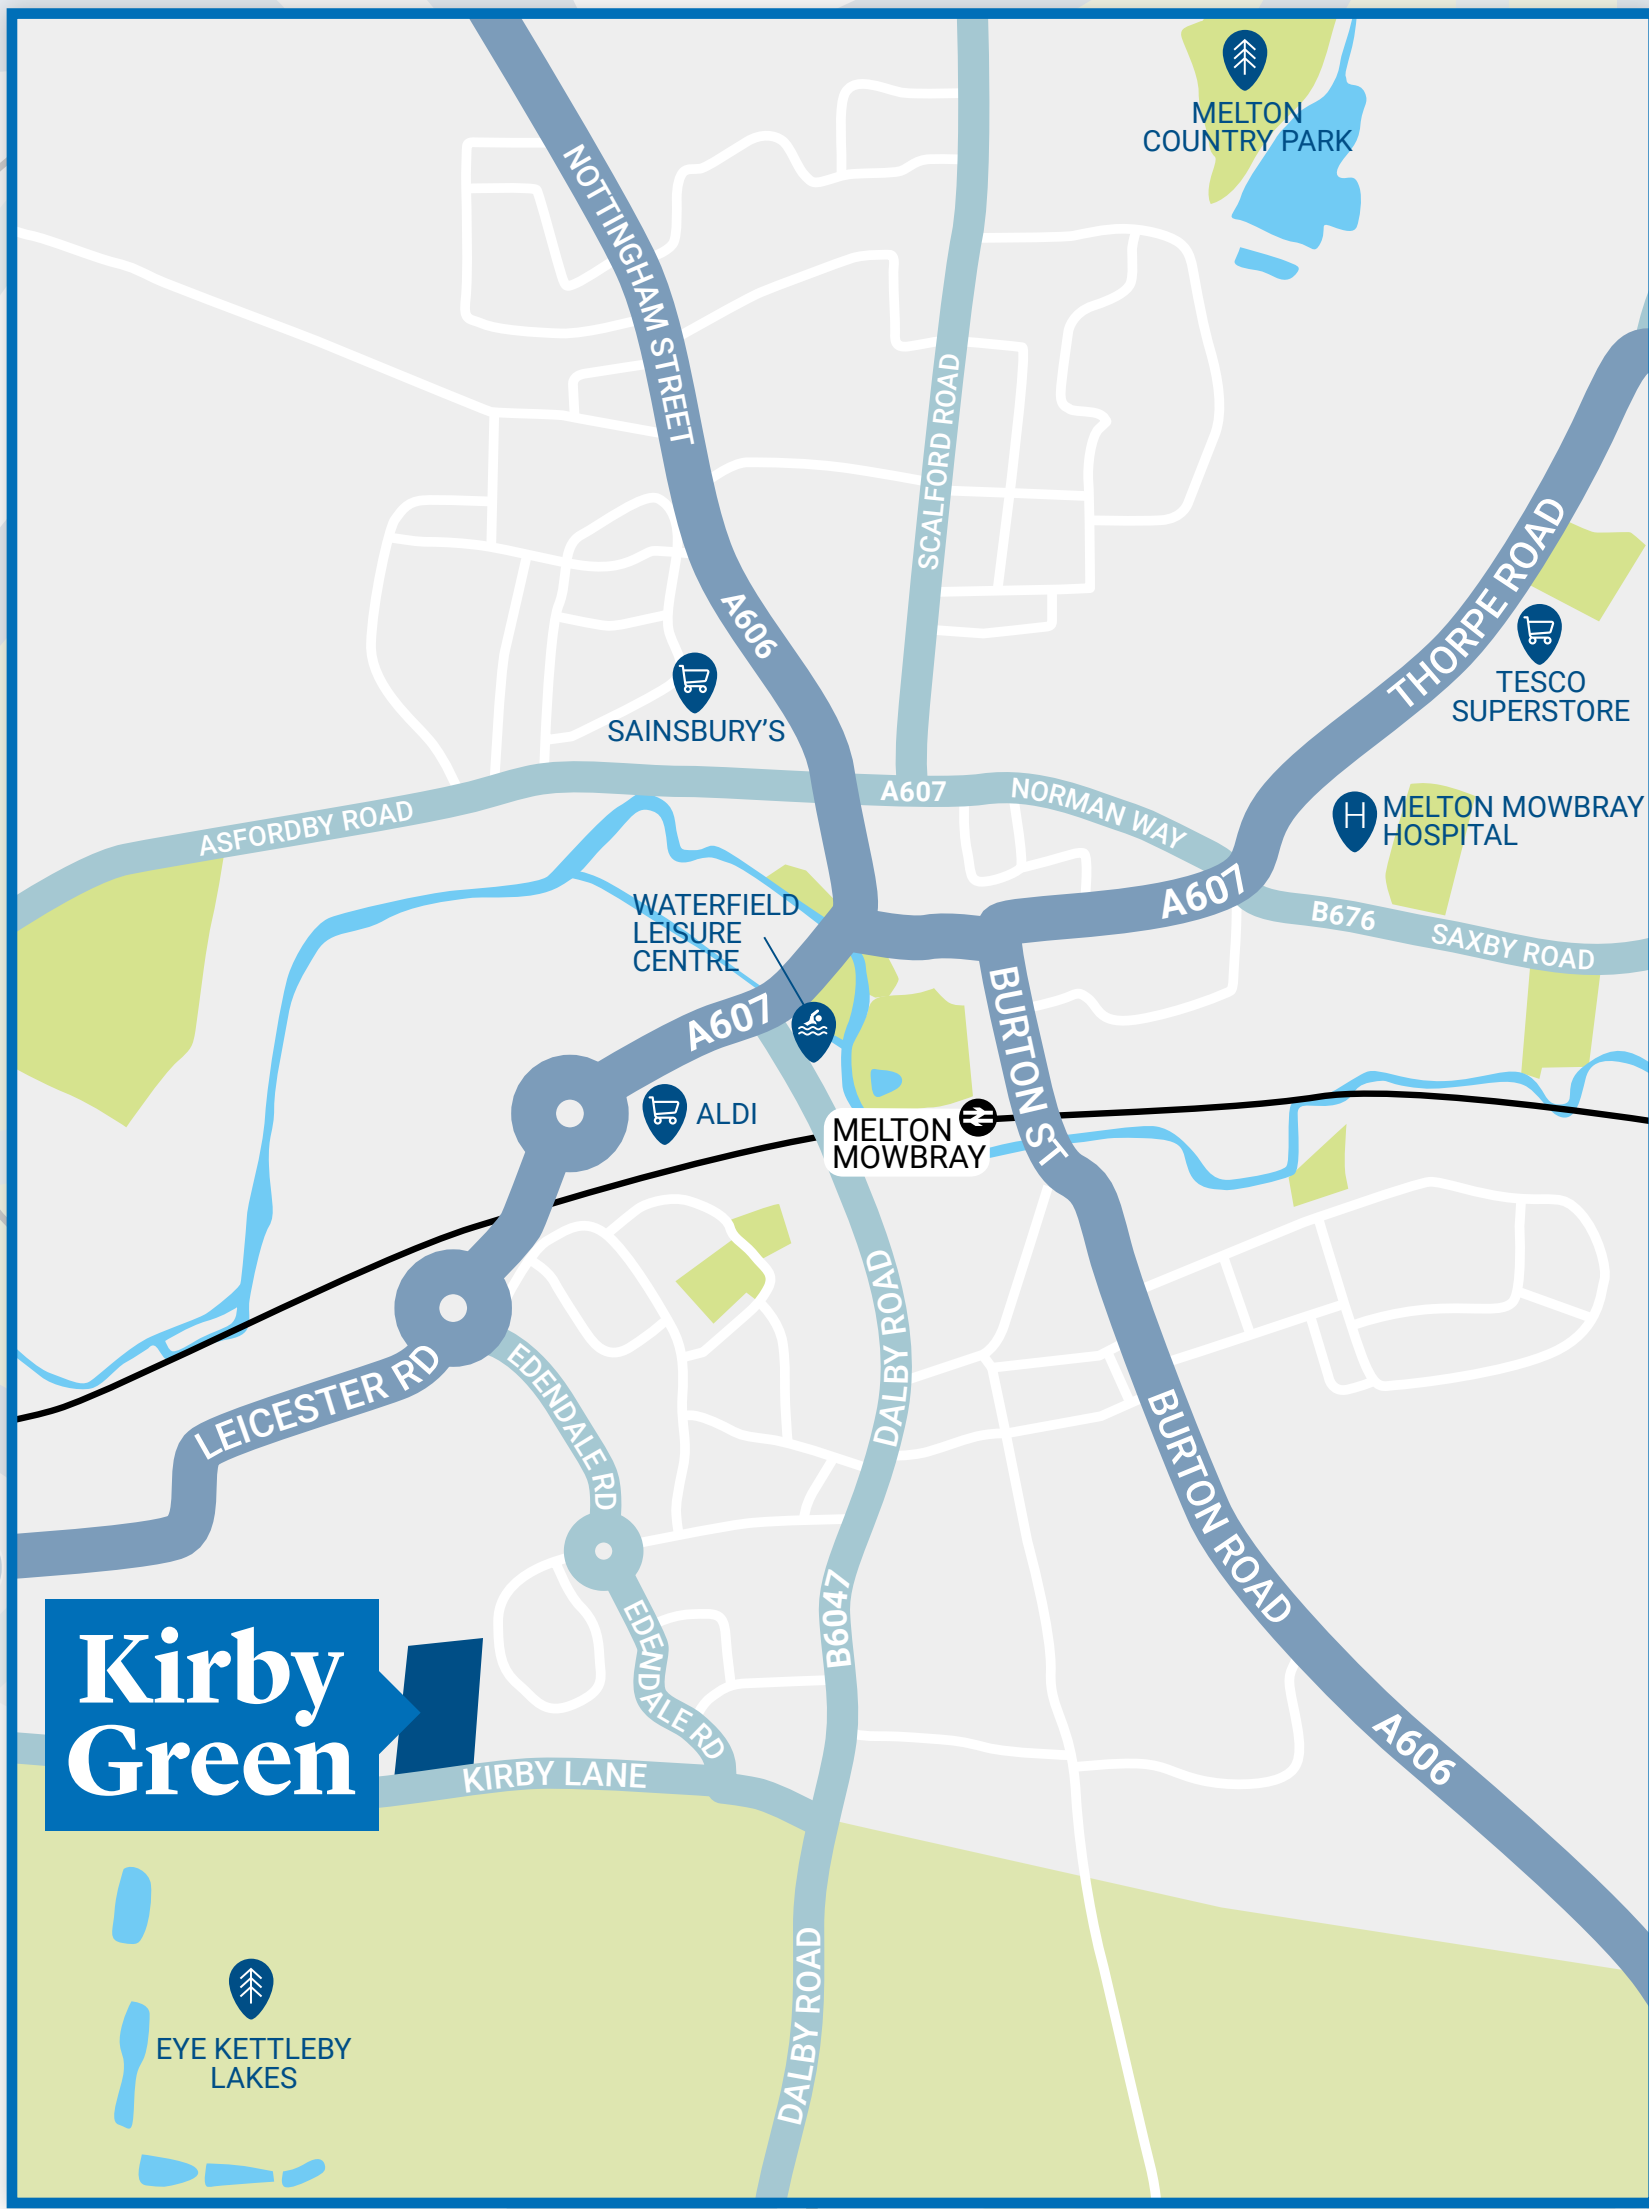 MELTON
COUNTRY PARK
NOTTINGHAM STREET
SCALFORD ROAD
THORPE ROAD
A606
TESCO
SUPERSTORE
SAINSBURY’S
A607
NORMAN WAY
ASFORDBY ROAD
MELTON MOWBRAY
HOSPITAL
H
A607
B676
SAXBY ROAD
WATERFIELD
LEISURE
CENTRE
A607
BURTON ST
ALDI
MELTON
MOWBRAY
DALBY ROAD
LEICESTER RD
EDENDALE RD
BURTON ROAD
B6047
EDENDALE RD
Kirby
Green
KIRBY LANE
A606
DALBY ROAD
EYE KETTLEBY
LAKES